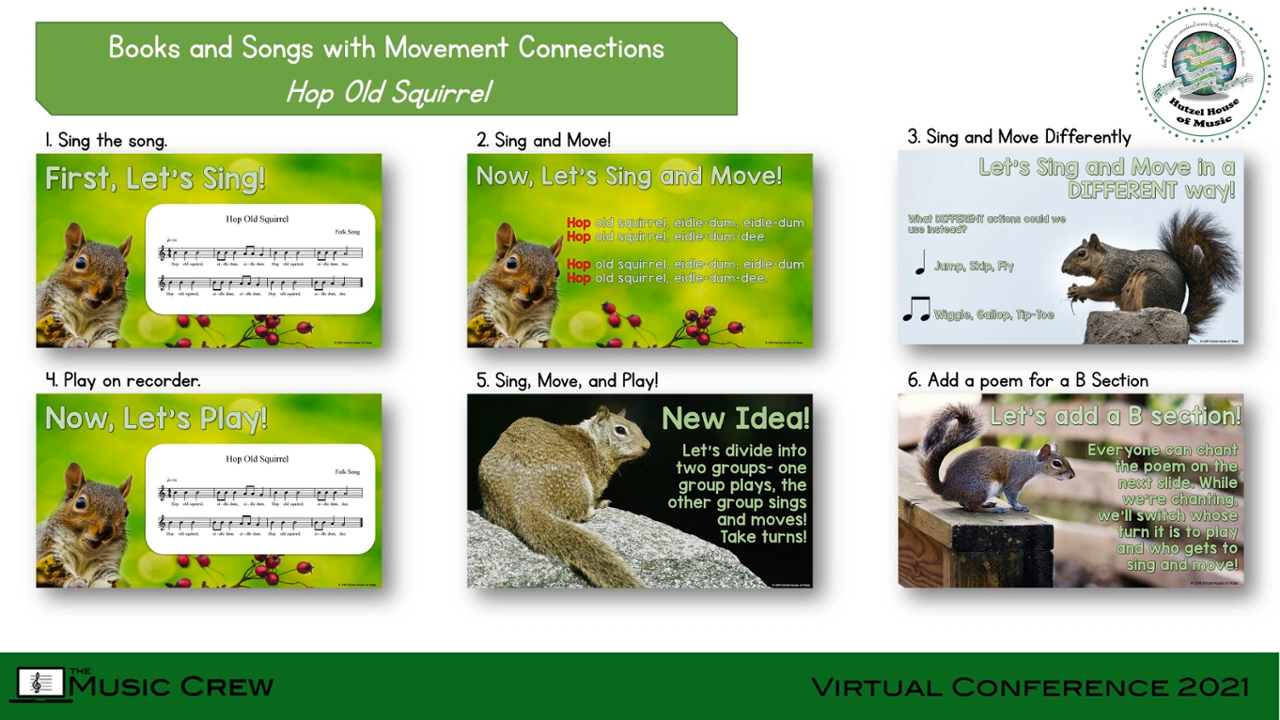 Books and Songs with Movement Connections
Hop Old Squirrel
Hutzel House
of Music
1. Sing the song.
First, Let's Sing!
Hop Old Squirrel
Folk Song
2. Sing and Move!
Now, Let's Sing and Move!
Hop old squirrel, eidle-dum, eidle-dum
Hop old squirrel, eidle-dum-dee.
Hop old squirrel, eidle-dum, eidle-dum
Hop old squirrel, eidle-dum-dee.
3. Sing and Move Differently
Let's Sing and Move in a
DIFFERENT way!
What DIFFERENT actions could we
use instead?
Jump, Skip, Fly
Wiggle, Gallop, Tip-Toe
4. Play on recorder.
Now, Let's Play!
Hop Old Squirrel
Folk Song
5. Sing, Move, and Play!
New Idea!
Let's divide into
two groups- one
group plays, the
other group sings
and moves!
Take turns!
6. Add a poem for a B Section
Let's add a B section!
Everyone can chant
the poem on the
next slide. While
we're chanting,
we'll switch whose
turn it is to play
and who gets to
sing and move!
THE
MUSIC CREW
VIRTUAL CONFERENCE 2021